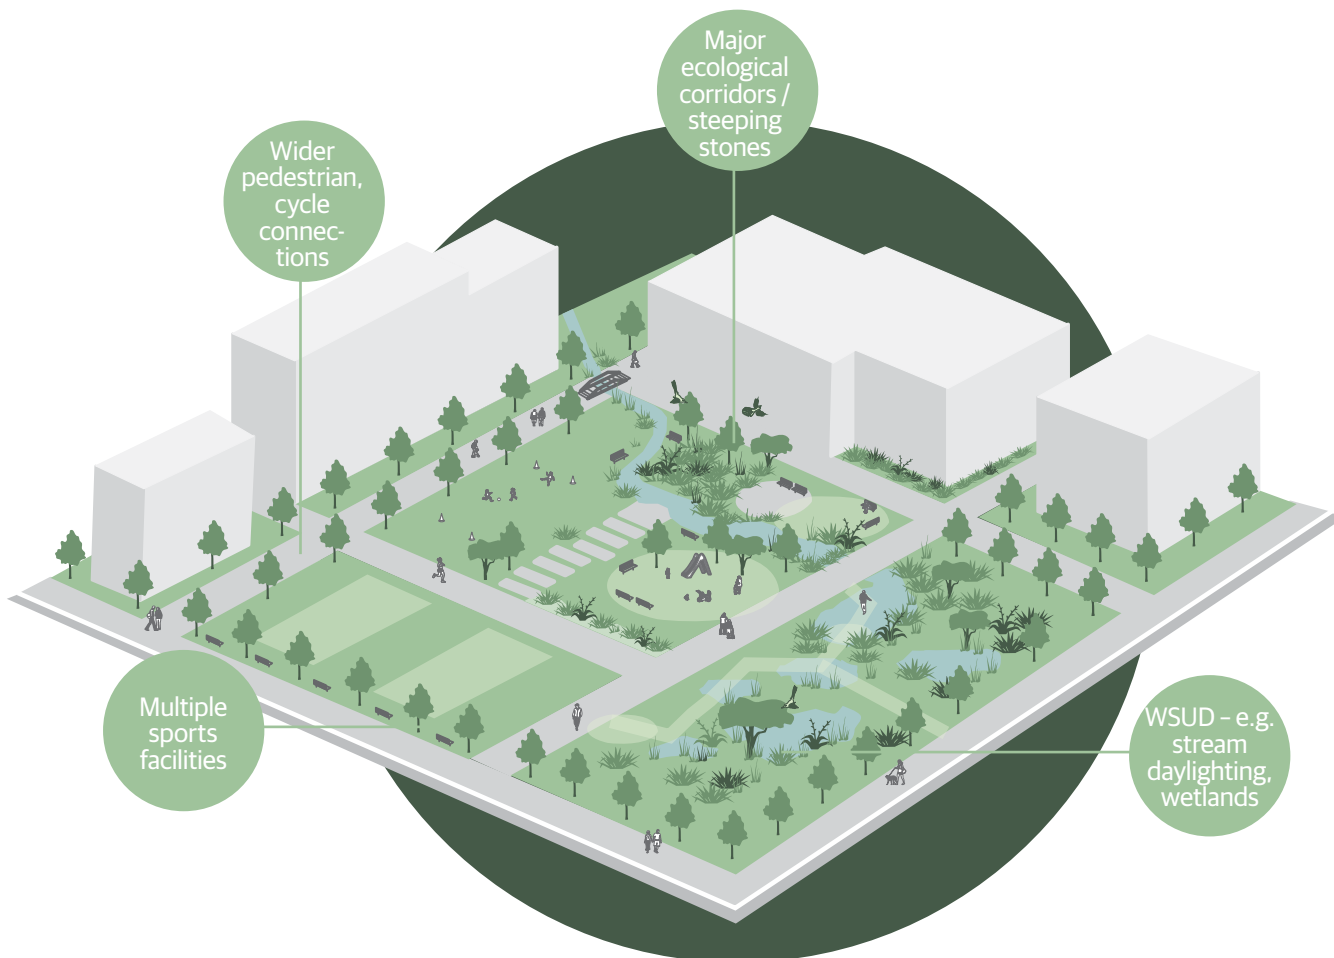 Major
ecological
corridors /
steeping
stones
Wider
pedestrian,
cycle
connec-
tions
Multiple
sports
facilities
WSUD – e.g.
stream
daylighting,
wetlands